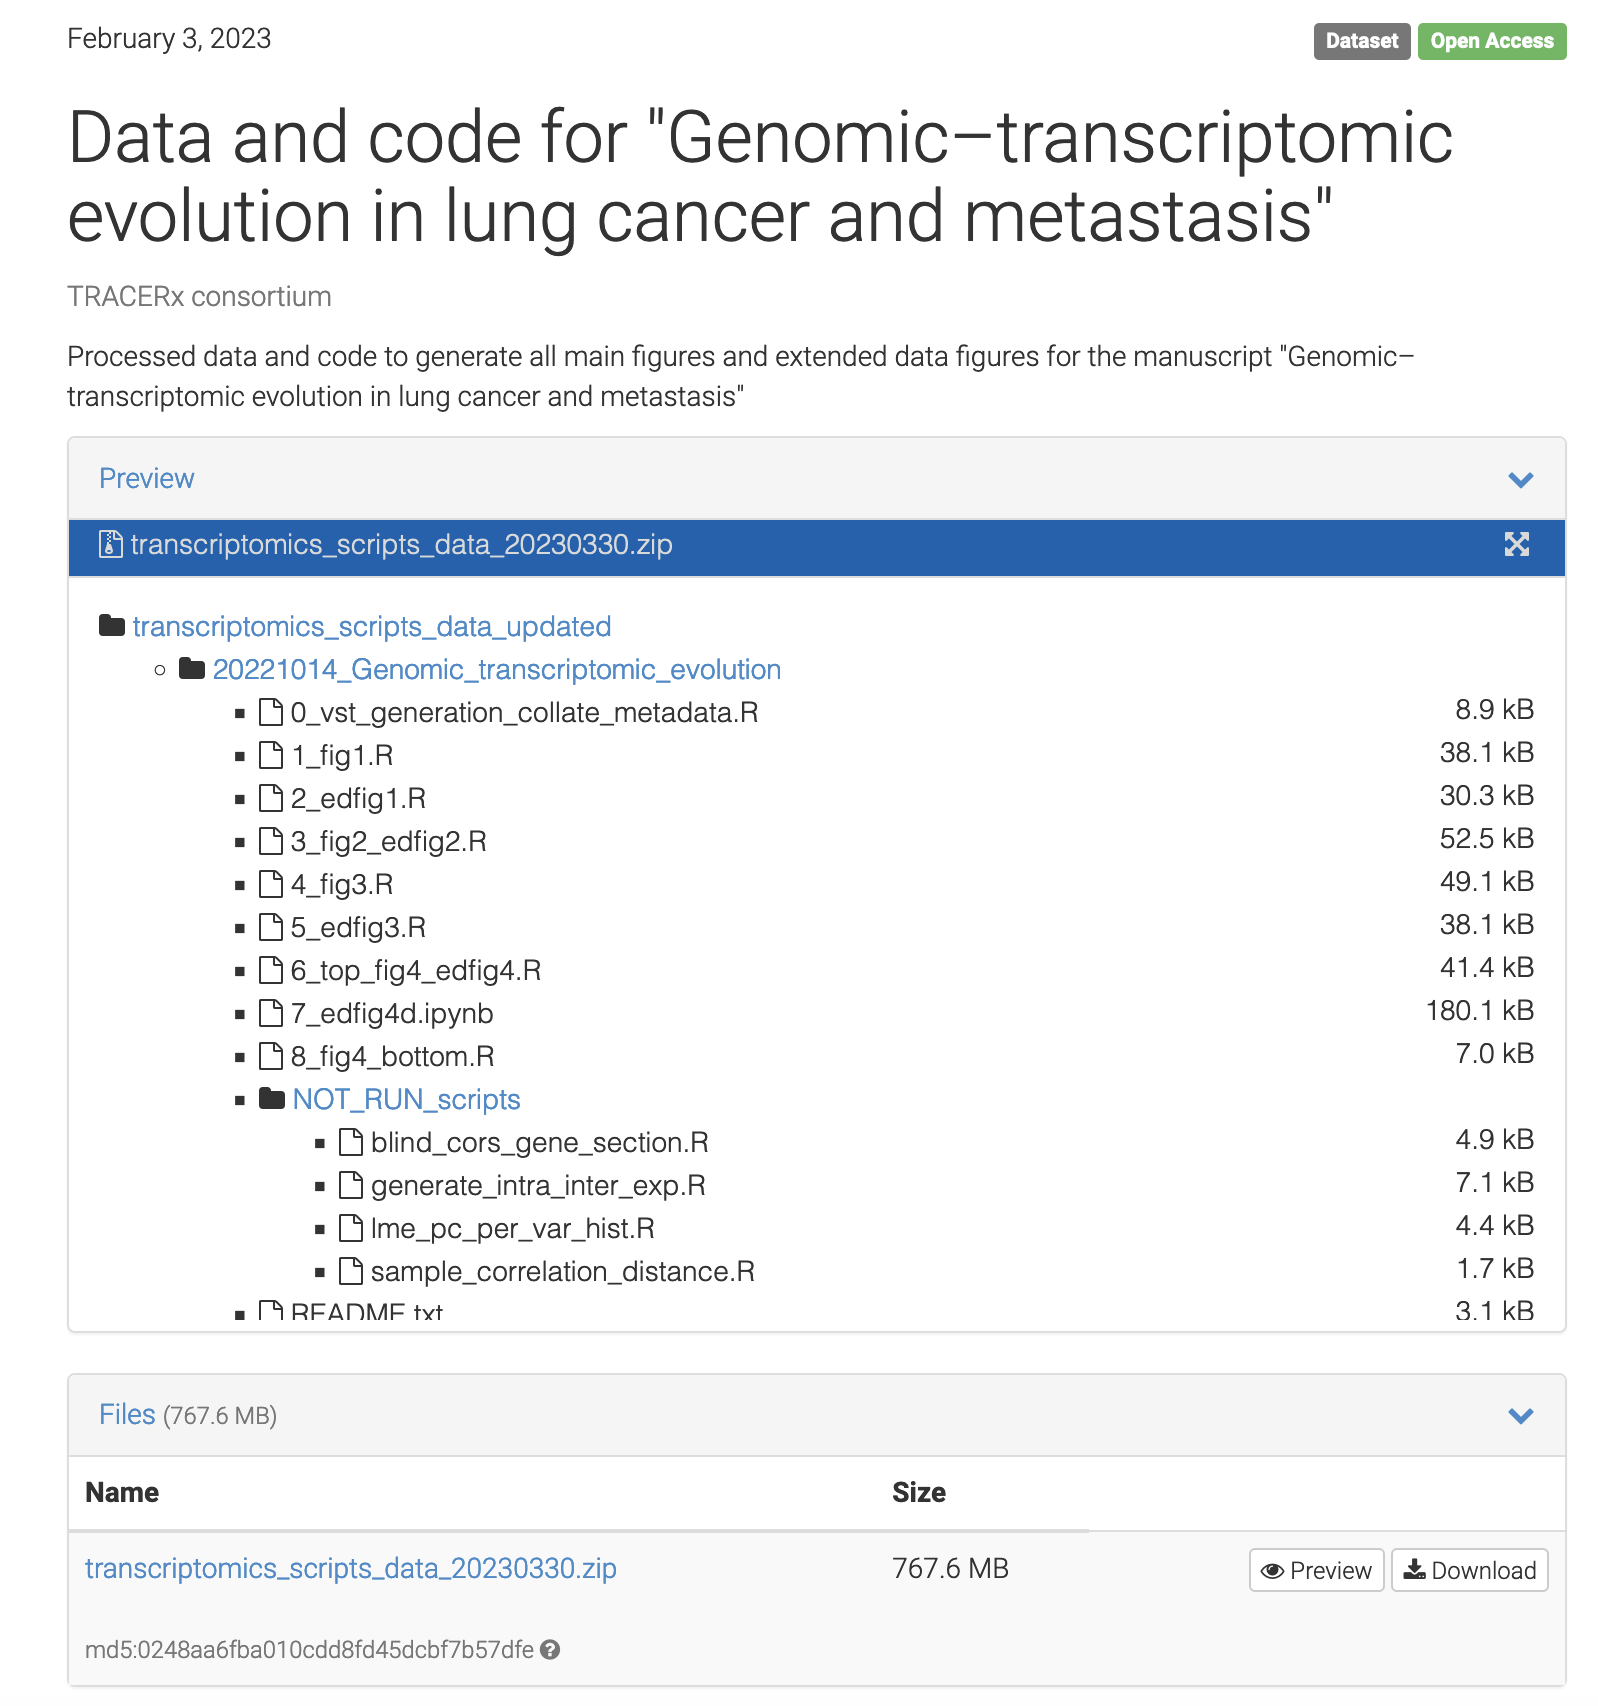 February 3, 2023
Dataset Open Access
Data and code for "Genomic–transcriptomic
evolution in lung cancer and metastasis"
TRACERx consortium
Processed data and code to generate all main figures and extended data figures for the manuscript "Genomic–
transcriptomic evolution in lung cancer and metastasis"
Preview
transcriptomics_scripts_data_20230330.zip
transcriptomics_scripts_data_updated
20221014_Genomic_transcriptomic_evolution
0_vst_generation_collate_metadata.R 8.9 kB
1_fig1.R 38.1 kB
2_edfig1.R 30.3 kB
3_fig2_edfig2.R 52.5 kB
4_fig3.R 49.1 kB
5_edfig3.R 38.1 kB
6_top_fig4_edfig4.R 41.4 kB
7_edfig4d.ipynb 180.1 kB
8_fig4_bottom.R 7.0 kB
NOT_RUN_scripts
blind_cors_gene_section.R 4.9 kB
generate_intra_inter_exp.R 7.1 kB
lme_pc_per_var_hist.R 4.4 kB
sample_correlation_distance.R 1.7 kB
README.txt 3.1 kB
Files (767.6 MB)
Name Size
transcriptomics_scripts_data_20230330.zip 767.6 MB Preview Download
md5:0248aa6fba010cdd8fd45dcbf7b57dfe ?